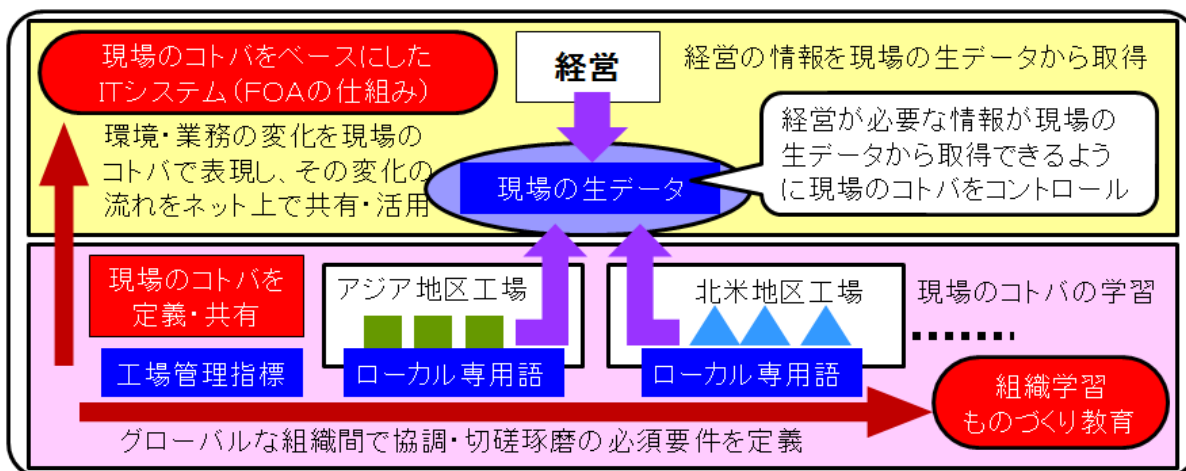 現場のコトバをベースにした
ITシステム(FOAの仕組み)
経営
経営の情報を現場の生データから取得
環境・業務の変化を現場の
コトバで表現し、その変化の
流れをネット上で共有・活用
現場の生データ
経営が必要な情報が現場の
生データから取得できるよう
に現場のコトバをコントロール
現場のコトバを
定義・共有
アジア地区工場
北米地区工場
現場のコトバの学習
工場管理指標
ローカル専用語
ローカル専用語
組織学習
ものづくり教育
グローバルな組織間で協調・切磋琢磨の必須要件を定義